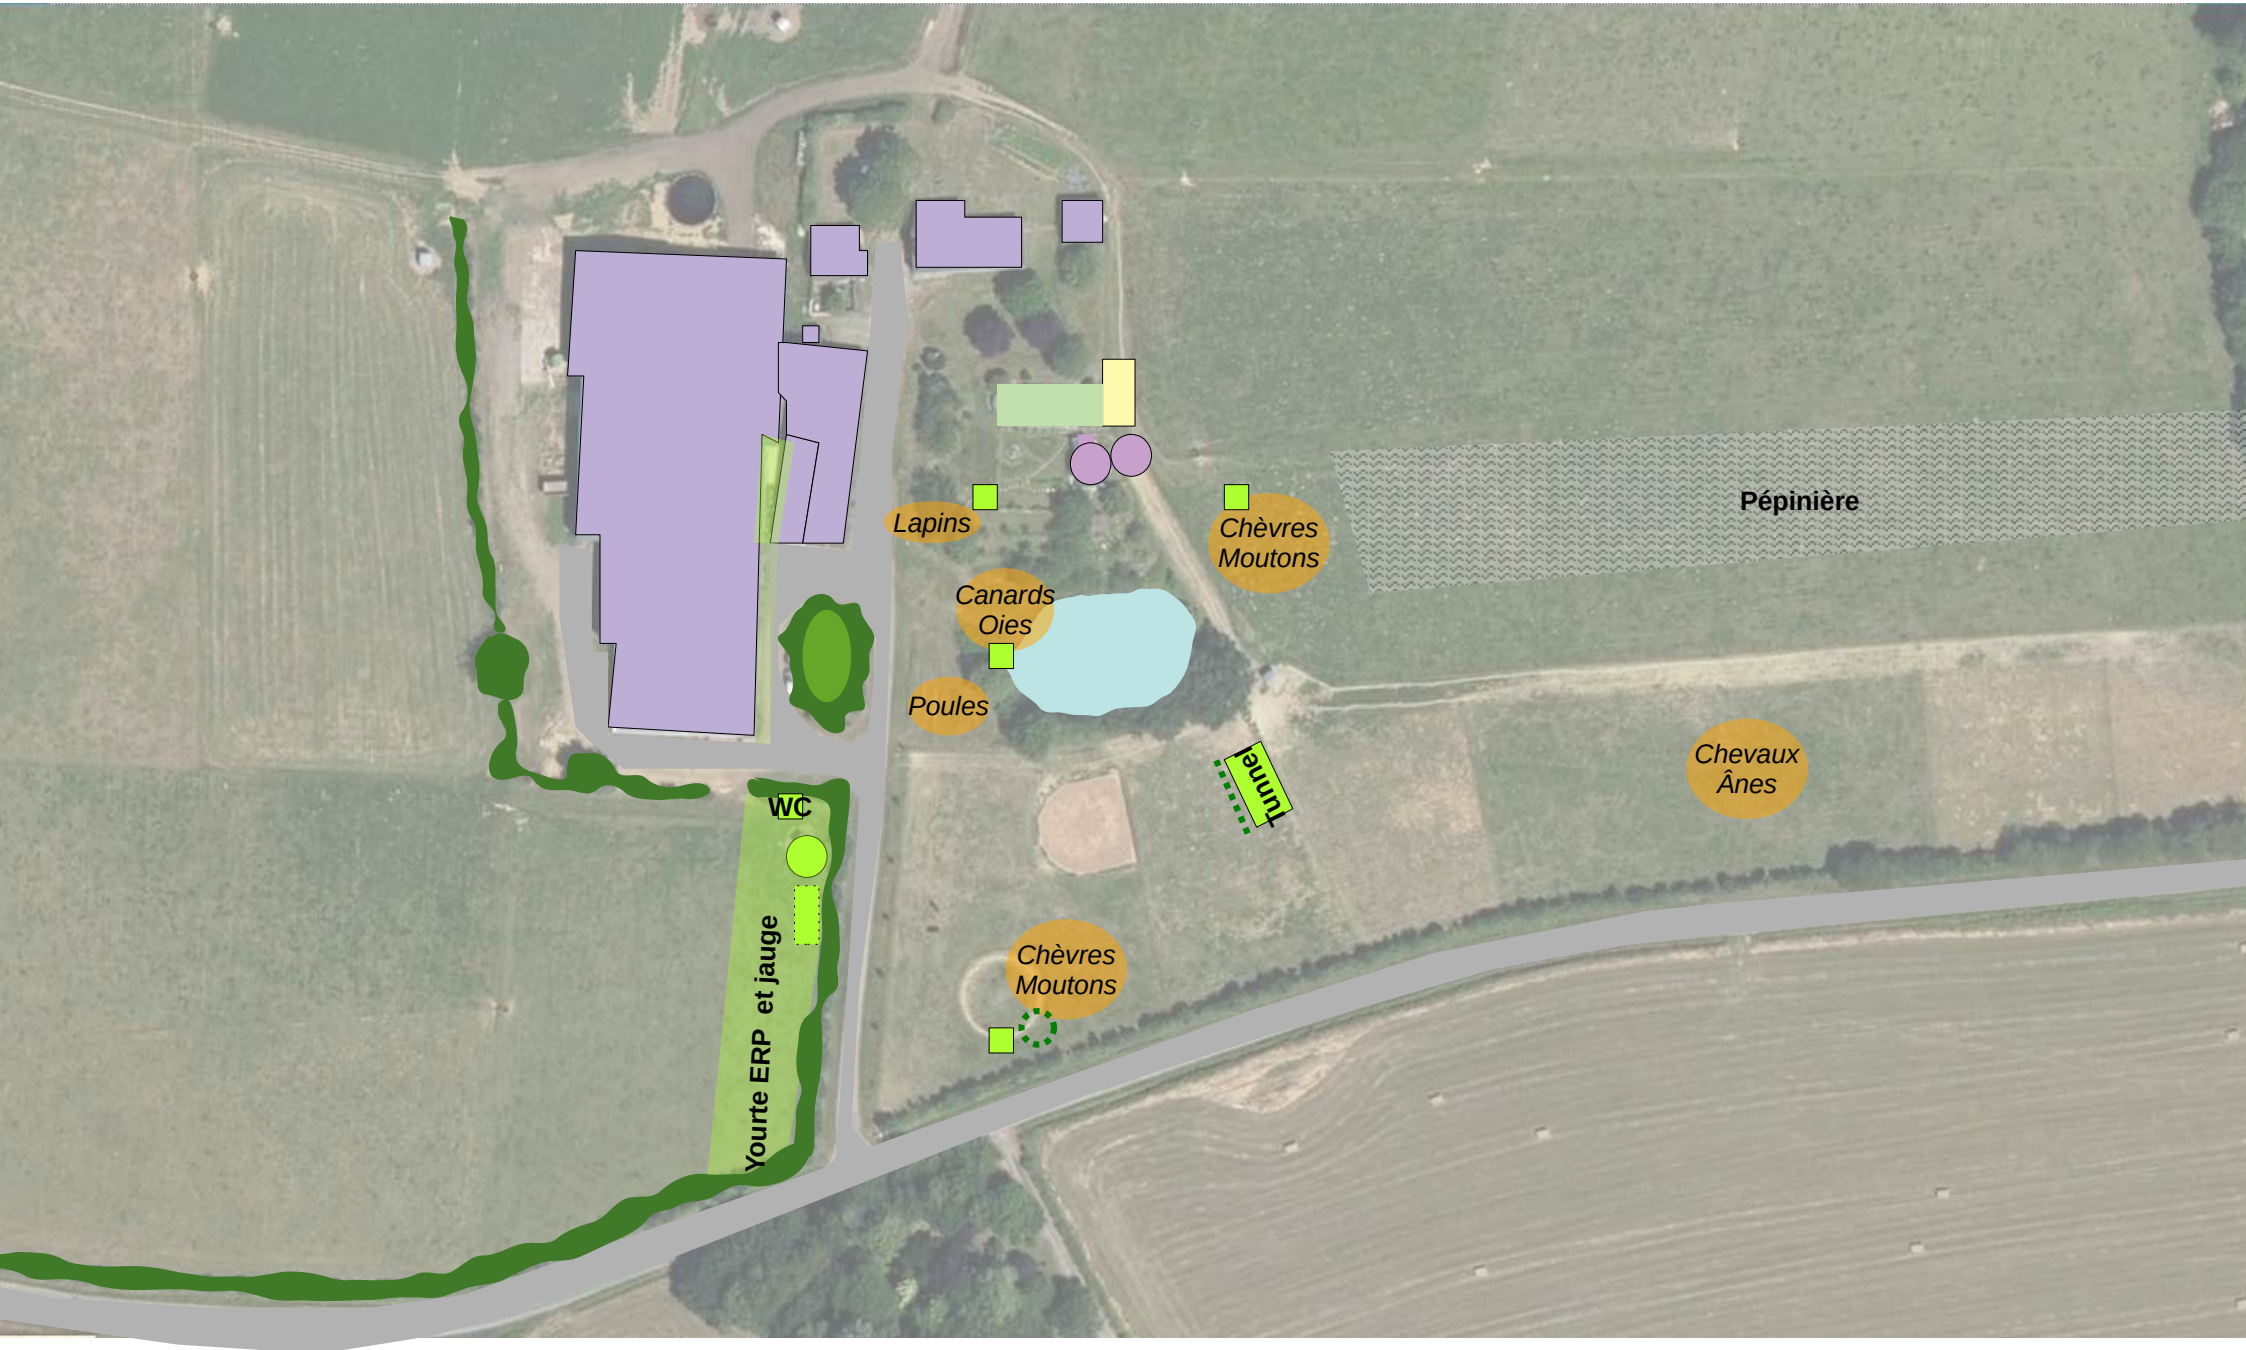 Pépinière
Lapins
Chèvres
Moutons
Canards
Oies
Poules
Chevaux
Ânes
Tunnel
WC
Yourte ERP et jauge
Chèvres
Moutons